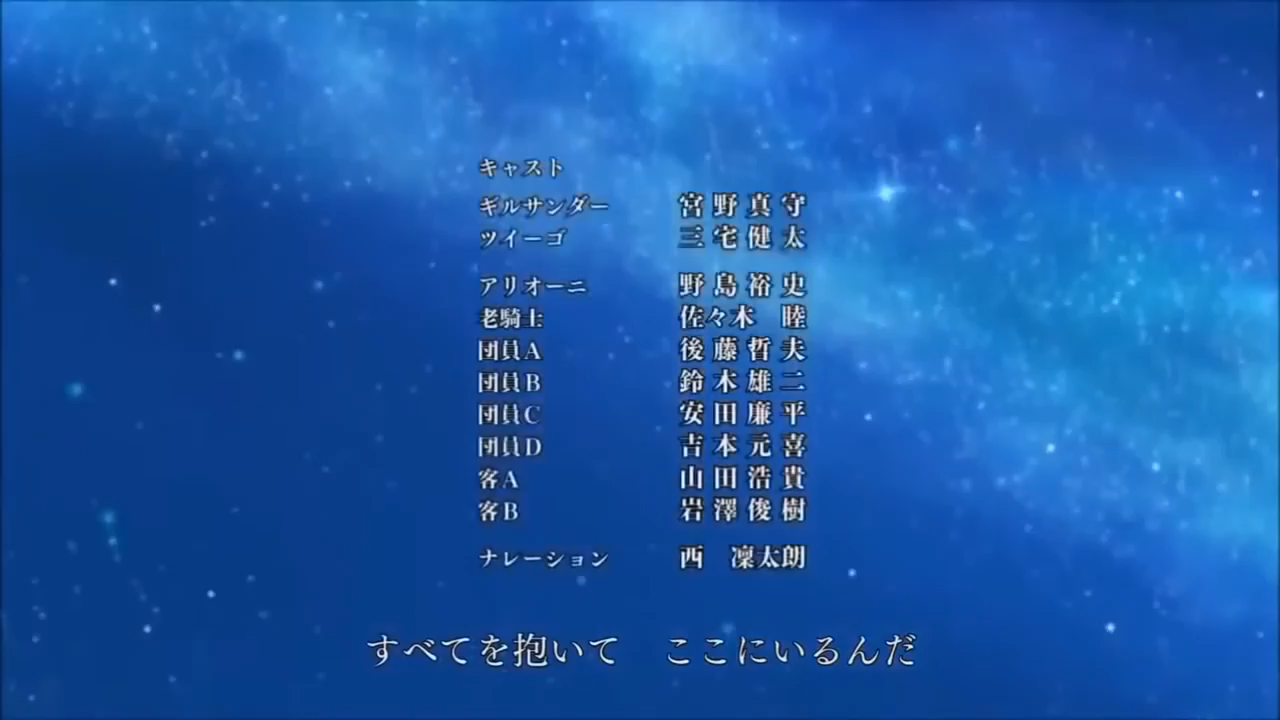 キャスト
ギルサンダー 宮野真守
ツイーゴ 三宅健太
アリオーニ 野島裕史
老騎士 佐々木 睦
団員A 後藤哲夫
団員B 鈴木雄二
団員C 安田廉平
団員D 吉本元喜
客A 山田浩貴
客B 岩澤俊樹
ナレーション 西 凜太朗
すべてを抱いて ここにいるんだ